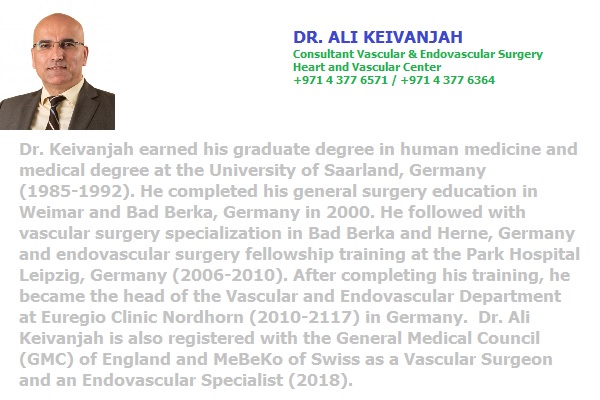 DR. ALI KEIVANJAH
Consultant Vascular & Endovascular Surgery
Heart and Vascular Center
+971 4 377 6571 / +971 4 377 6364
Dr. Keivanjah earned his graduate degree in human medicine and
medical degree at the University of Saarland, Germany
(1985-1992). He completed his general surgery education in
Weimar and Bad Berka, Germany in 2000. He followed with
vascular surgery specialization in Bad Berka and Herne, Germany
and endovascular surgery fellowship training at the Park Hospital
Leipzig, Germany (2006-2010). After completing his training, he
became the head of the Vascular and Endovascular Department
at Euregio Clinic Nordhorn (2010-2117) in Germany.  Dr. Ali
Keivanjah is also registered with the General Medical Council
(GMC) of England and MeBeKo of Swiss as a Vascular Surgeon
and an Endovascular Specialist (2018).